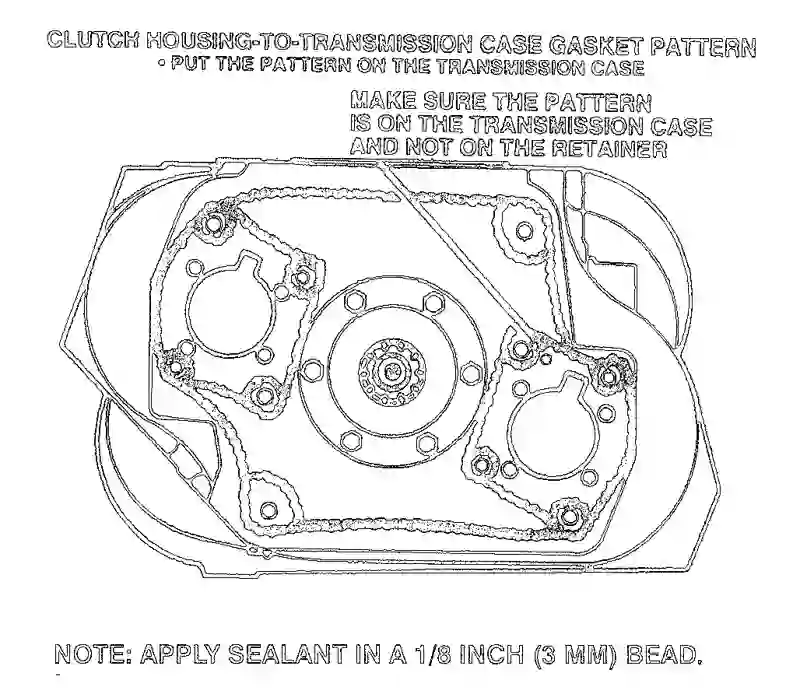 CLUTCH HOUSING-TO-TRANSMISSION CASE GASKET PATTERN
• PUT THE PATTERN ON THE TRANSMISSION CASE
MAKE SURE THE PATTERN
IS ON THE TRANSMISSION CASE
AND NOT ON THE RETAINER
NOTE: APPLY SEALANT IN A 1/8 INCH (3 MM) BEAD.